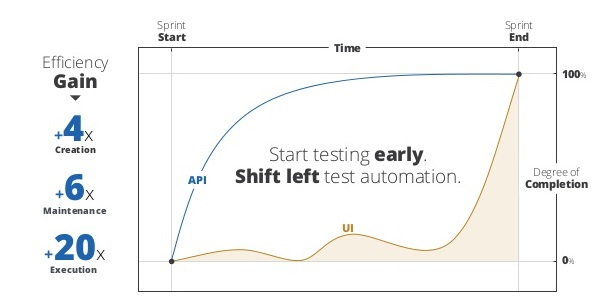 Sprint
Start
Sprint
End
Time
Efficiency
Gain
+4x
Creation
+6x
Maintenance
+20x
Execution
100%
Start testing early.
Shift left test automation.
API
UI
Degree of
Completion
0%